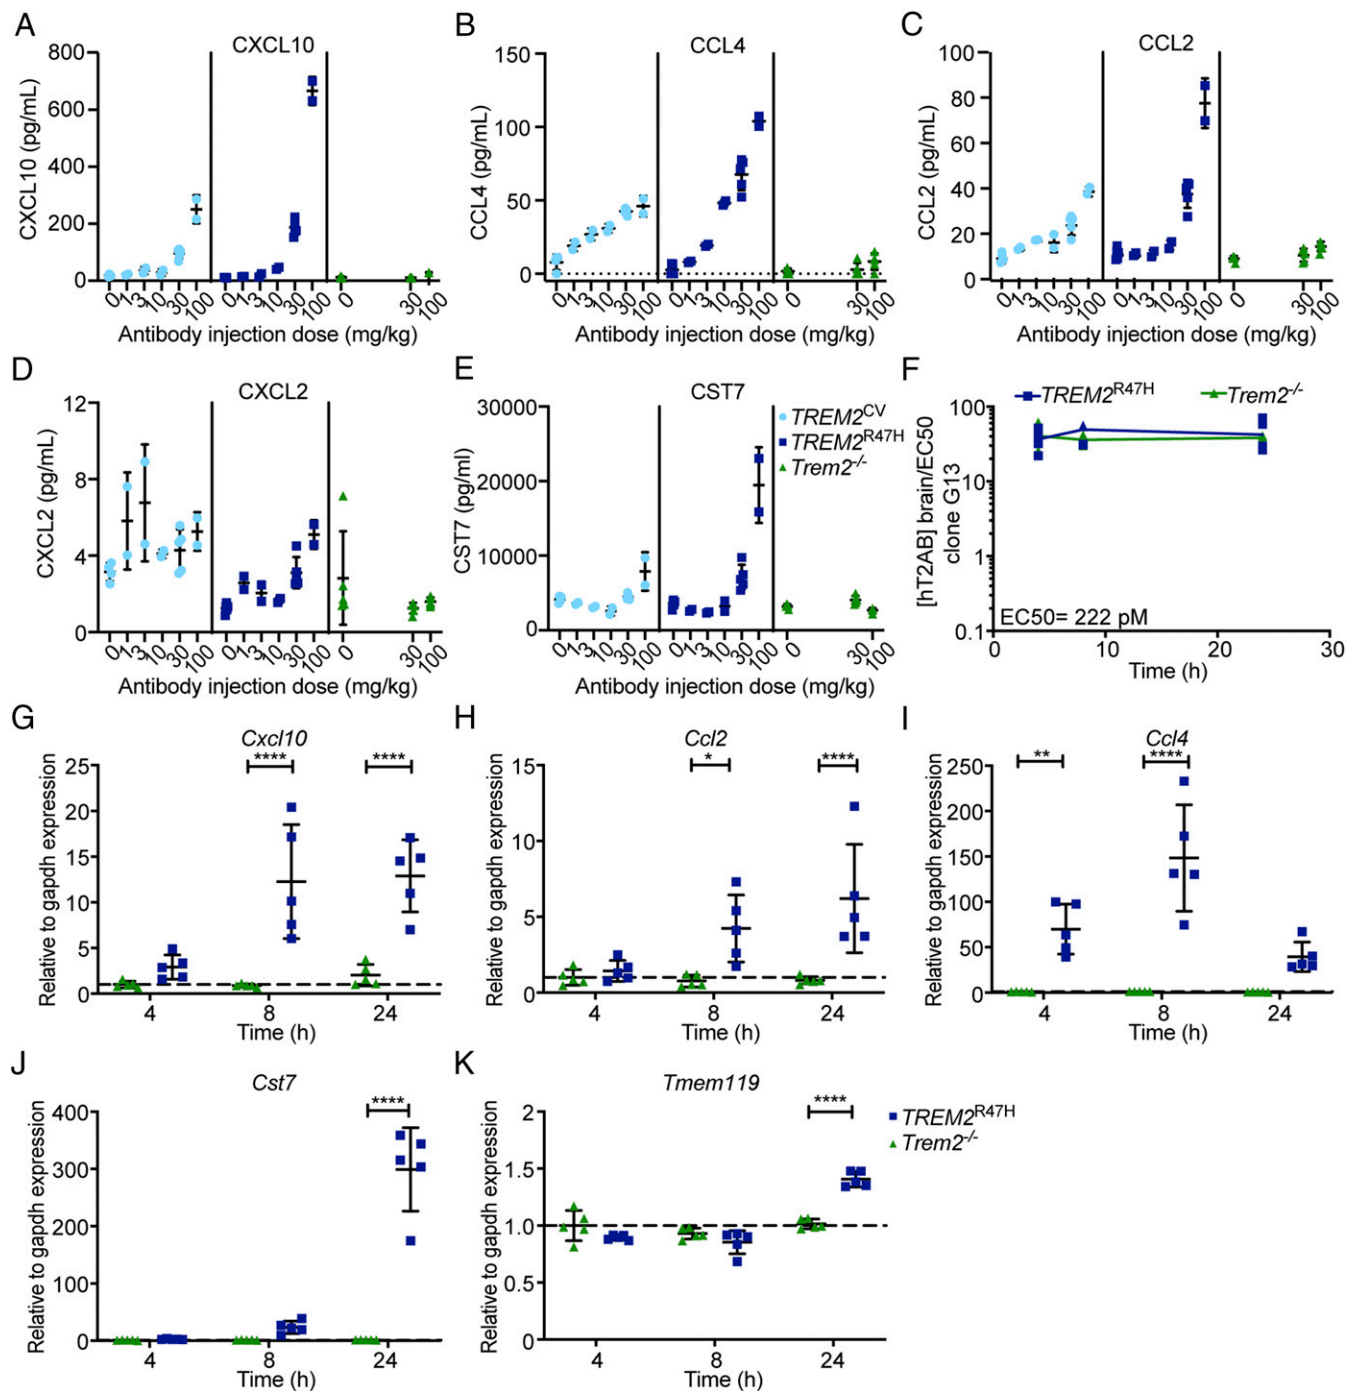 A
CXCL10
CXCL10 (pg/mL)
800
600
400
200
0
0 1 3 10 30 100 0 1 3 10 30 100 0 30 100
Antibody injection dose (mg/kg)
B
CCL4
CCL4 (pg/mL)
150
100
50
0
0 1 3 10 30 100 0 1 3 10 30 100 0 30 100
Antibody injection dose (mg/kg)
C
CCL2
CCL2 (pg/mL)
100
80
60
40
20
0
0 1 3 10 30 100 0 1 3 10 30 100 0 30 100
Antibody injection dose (mg/kg)
D
CXCL2
CXCL2 (pg/mL)
12
8
4
0
0 1 3 10 30 100 0 1 3 10 30 100 0 30 100
Antibody injection dose (mg/kg)
E
CST7
CST7 (pg/ml)
30000
20000
10000
0
0 1 3 10 30 100 0 1 3 10 30 100 0 30 100
Antibody injection dose (mg/kg)
TREM2CV
TREM2R47H
Trem2-/-
F
TREM2R47H Trem2-/-
[hT2AB] brain/EC50
clone G13
100
10
1
0.1
EC50= 222 pM
0 10 20 30
Time (h)
G
Cxcl10
Relative to gapdh expression
25
20
15
10
5
0
**** ****
4 8 24
Time (h)
H
Ccl2
Relative to gapdh expression
15
10
5
0
* ****
4 8 24
Time (h)
I
Ccl4
Relative to gapdh expression
250
200
150
100
50
0
** ****
4 8 24
Time (h)
J
Cst7
Relative to gapdh expression
400
300
200
100
0
****
4 8 24
Time (h)
K
Tmem119
Relative to gapdh expression
2
1.5
1.0
0.5
0
****
4 8 24
Time (h)
TREM2R47H
Trem2-/-